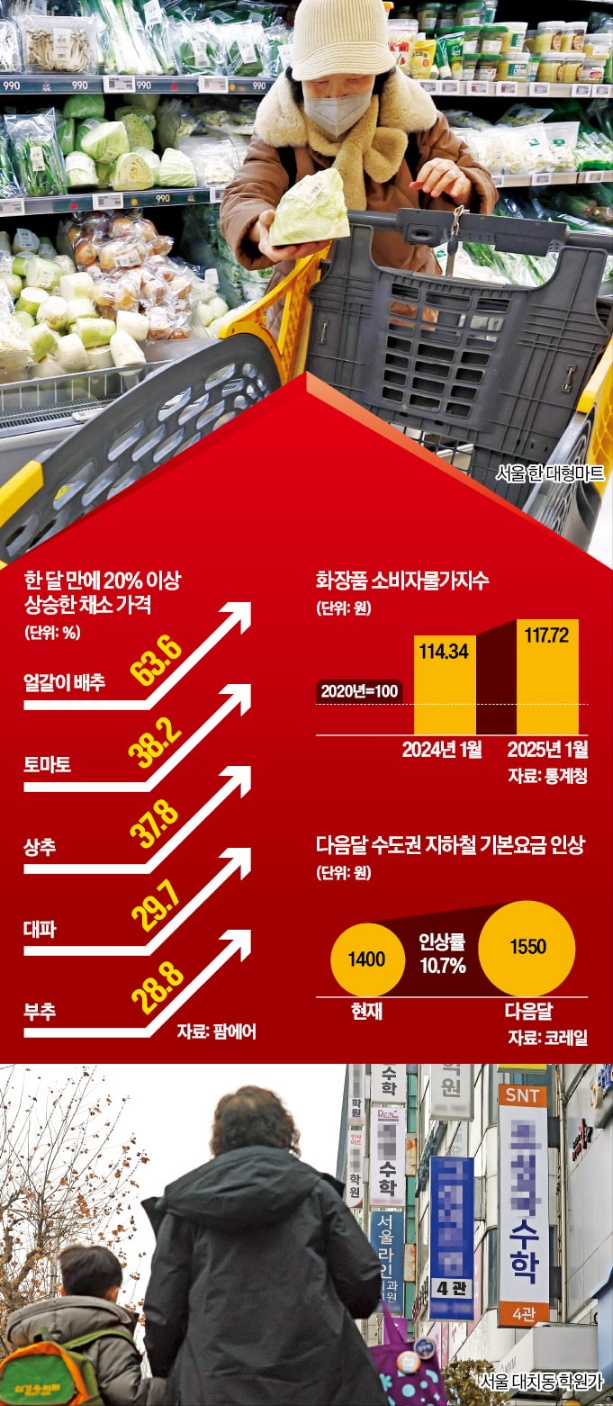 990
990
990
990
990
990
서울 한 대형마트
한 달 만에 20% 이상
상승한 채소 가격
(단위: %)
얼갈이 배추
63.6
토마토
38.2
상추
37.8
대파
29.7
부추
28.8
자료: 팜에어
화장품 소비자물가지수
(단위: 원)
2020년=100
114.34
117.72
2024년 1월
2025년 1월
자료: 통계청
다음달 수도권 지하철 기본요금 인상
(단위: 원)
1400
인상률
10.7%
1550
현재
다음달
자료: 코레일
수학
학원
학원
수학
학원
서울라인
4관
SNT
수학
4관
서울 대치동 학원가